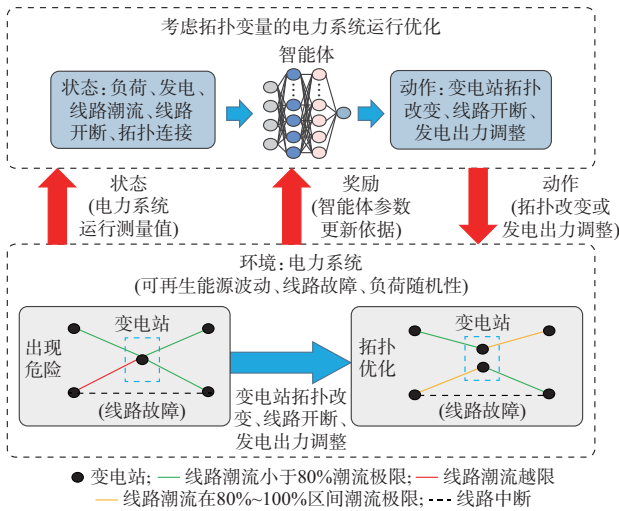 考虑拓扑变量的电力系统运行优化
智能体
状态：负荷、发电、
线路潮流、线路
开断、拓扑连接
动作：变电站拓扑
改变、线路开断、
发电出力调整
状态
(电力系统
运行测量值)
奖励
(智能体参数
更新依据)
动作
(拓扑改变或
发电出力调整)
环境：电力系统
(可再生能源波动、线路故障、负荷随机性)
出现
危险
变电站
(线路故障)
变电站拓扑改
变、线路开断、
发电出力调整
拓扑
优化
变电站
(线路故障)
变电站; 线路潮流小于80%潮流极限; 线路潮流越限
线路潮流在80%~100%区间潮流极限; 线路中断